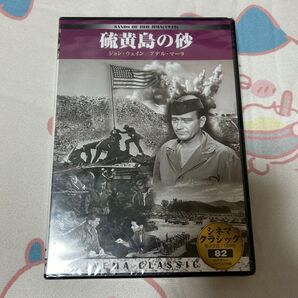 SANDS OF IWO JIMA
硫黄島の砂
ジョン・ウェイン／アデル・マーラ
シネマ
クラシック
82
CINEMA CLASSIC